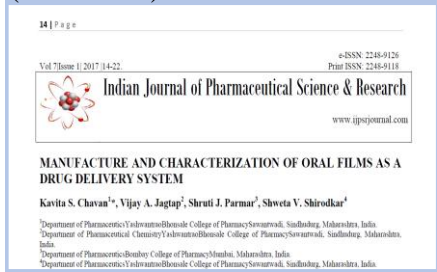 14 | P a g e
e-ISSN: 2248-9126
Vol 7|Issue 1| 2017 |14-22.
Print ISSN: 2248-9118
Indian Journal of Pharmaceutical Science & Research
www.ijpsrjournal.com
MANUFACTURE AND CHARACTERIZATION OF ORAL FILMS AS A
DRUG DELIVERY SYSTEM
Kavita S. Chavan1*, Vijay A. Jagtap2, Shruti J. Parmar3, Shweta V. Shirodkar4
1Department of PharmaceuticsYashwantraoBhonsale College of PharmacySawantwadi, Sindhudurg, Maharashtra, India.
2Department of Pharmaceutical ChemistryYashwantraoBhonsale College of PharmacySawantwadi, Sindhudurg, Maharashtra,
India.
3Department of PharmaceuticsBombay College of PharmacyMumbai, Maharashtra, India.
4Department of PharmaceuticsYashwantraoBhonsale College of PharmacySawantwadi, Sindhudurg, Maharashtra, India.